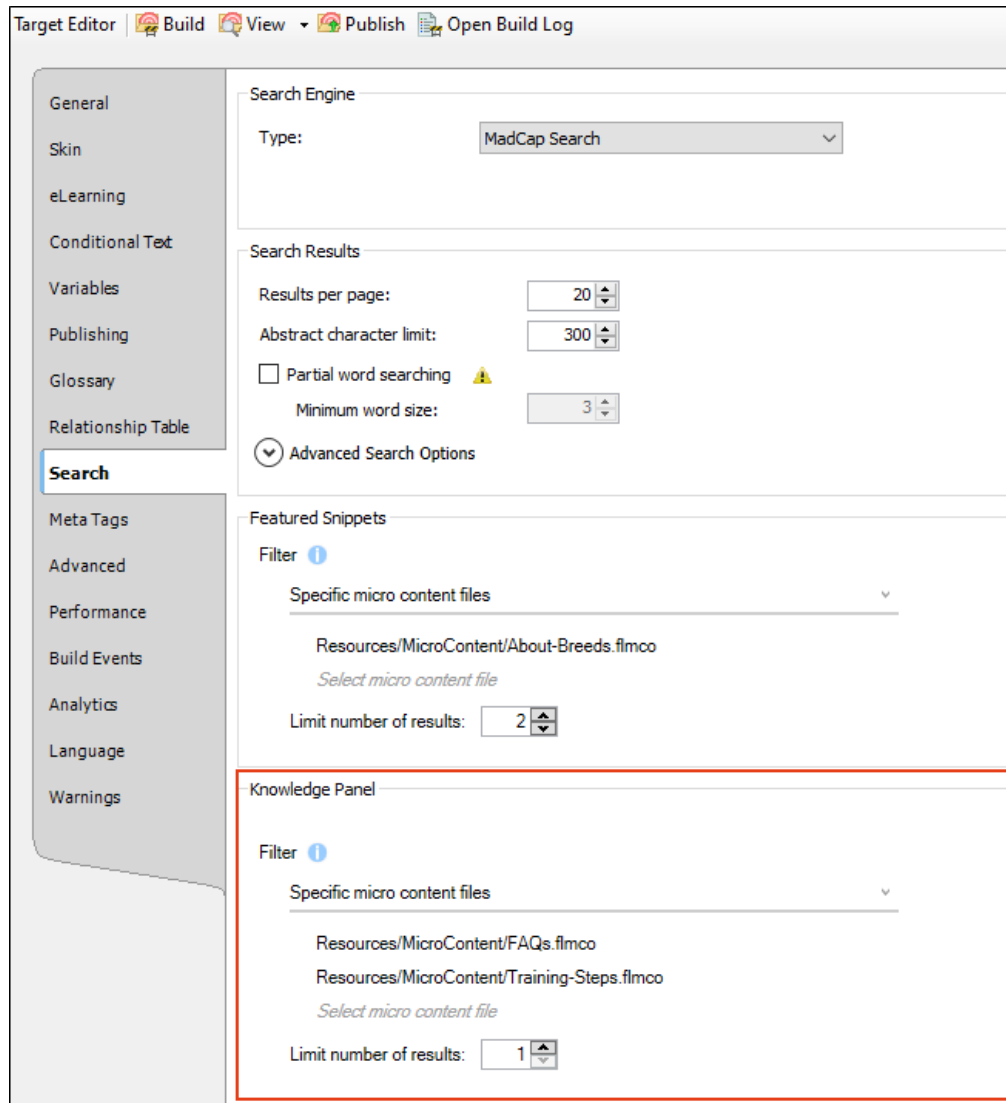 Target Editor Build View Publish Open Build Log
General
Skin
eLearning
Conditional Text
Variables
Publishing
Glossary
Relationship Table
Search
Meta Tags
Advanced
Performance
Build Events
Analytics
Language
Warnings
Search Engine
Type: MadCap Search
Search Results
Results per page: 20
Abstract character limit: 300
Partial word searching
Minimum word size: 3
Advanced Search Options
Featured Snippets
Filter
Specific micro content files
Resources/MicroContent/About-Breeds.flmco
Select micro content file
Limit number of results: 2
Knowledge Panel
Filter
Specific micro content files
Resources/MicroContent/FAQs.flmco
Resources/MicroContent/Training-Steps.flmco
Select micro content file
Limit number of results: 1